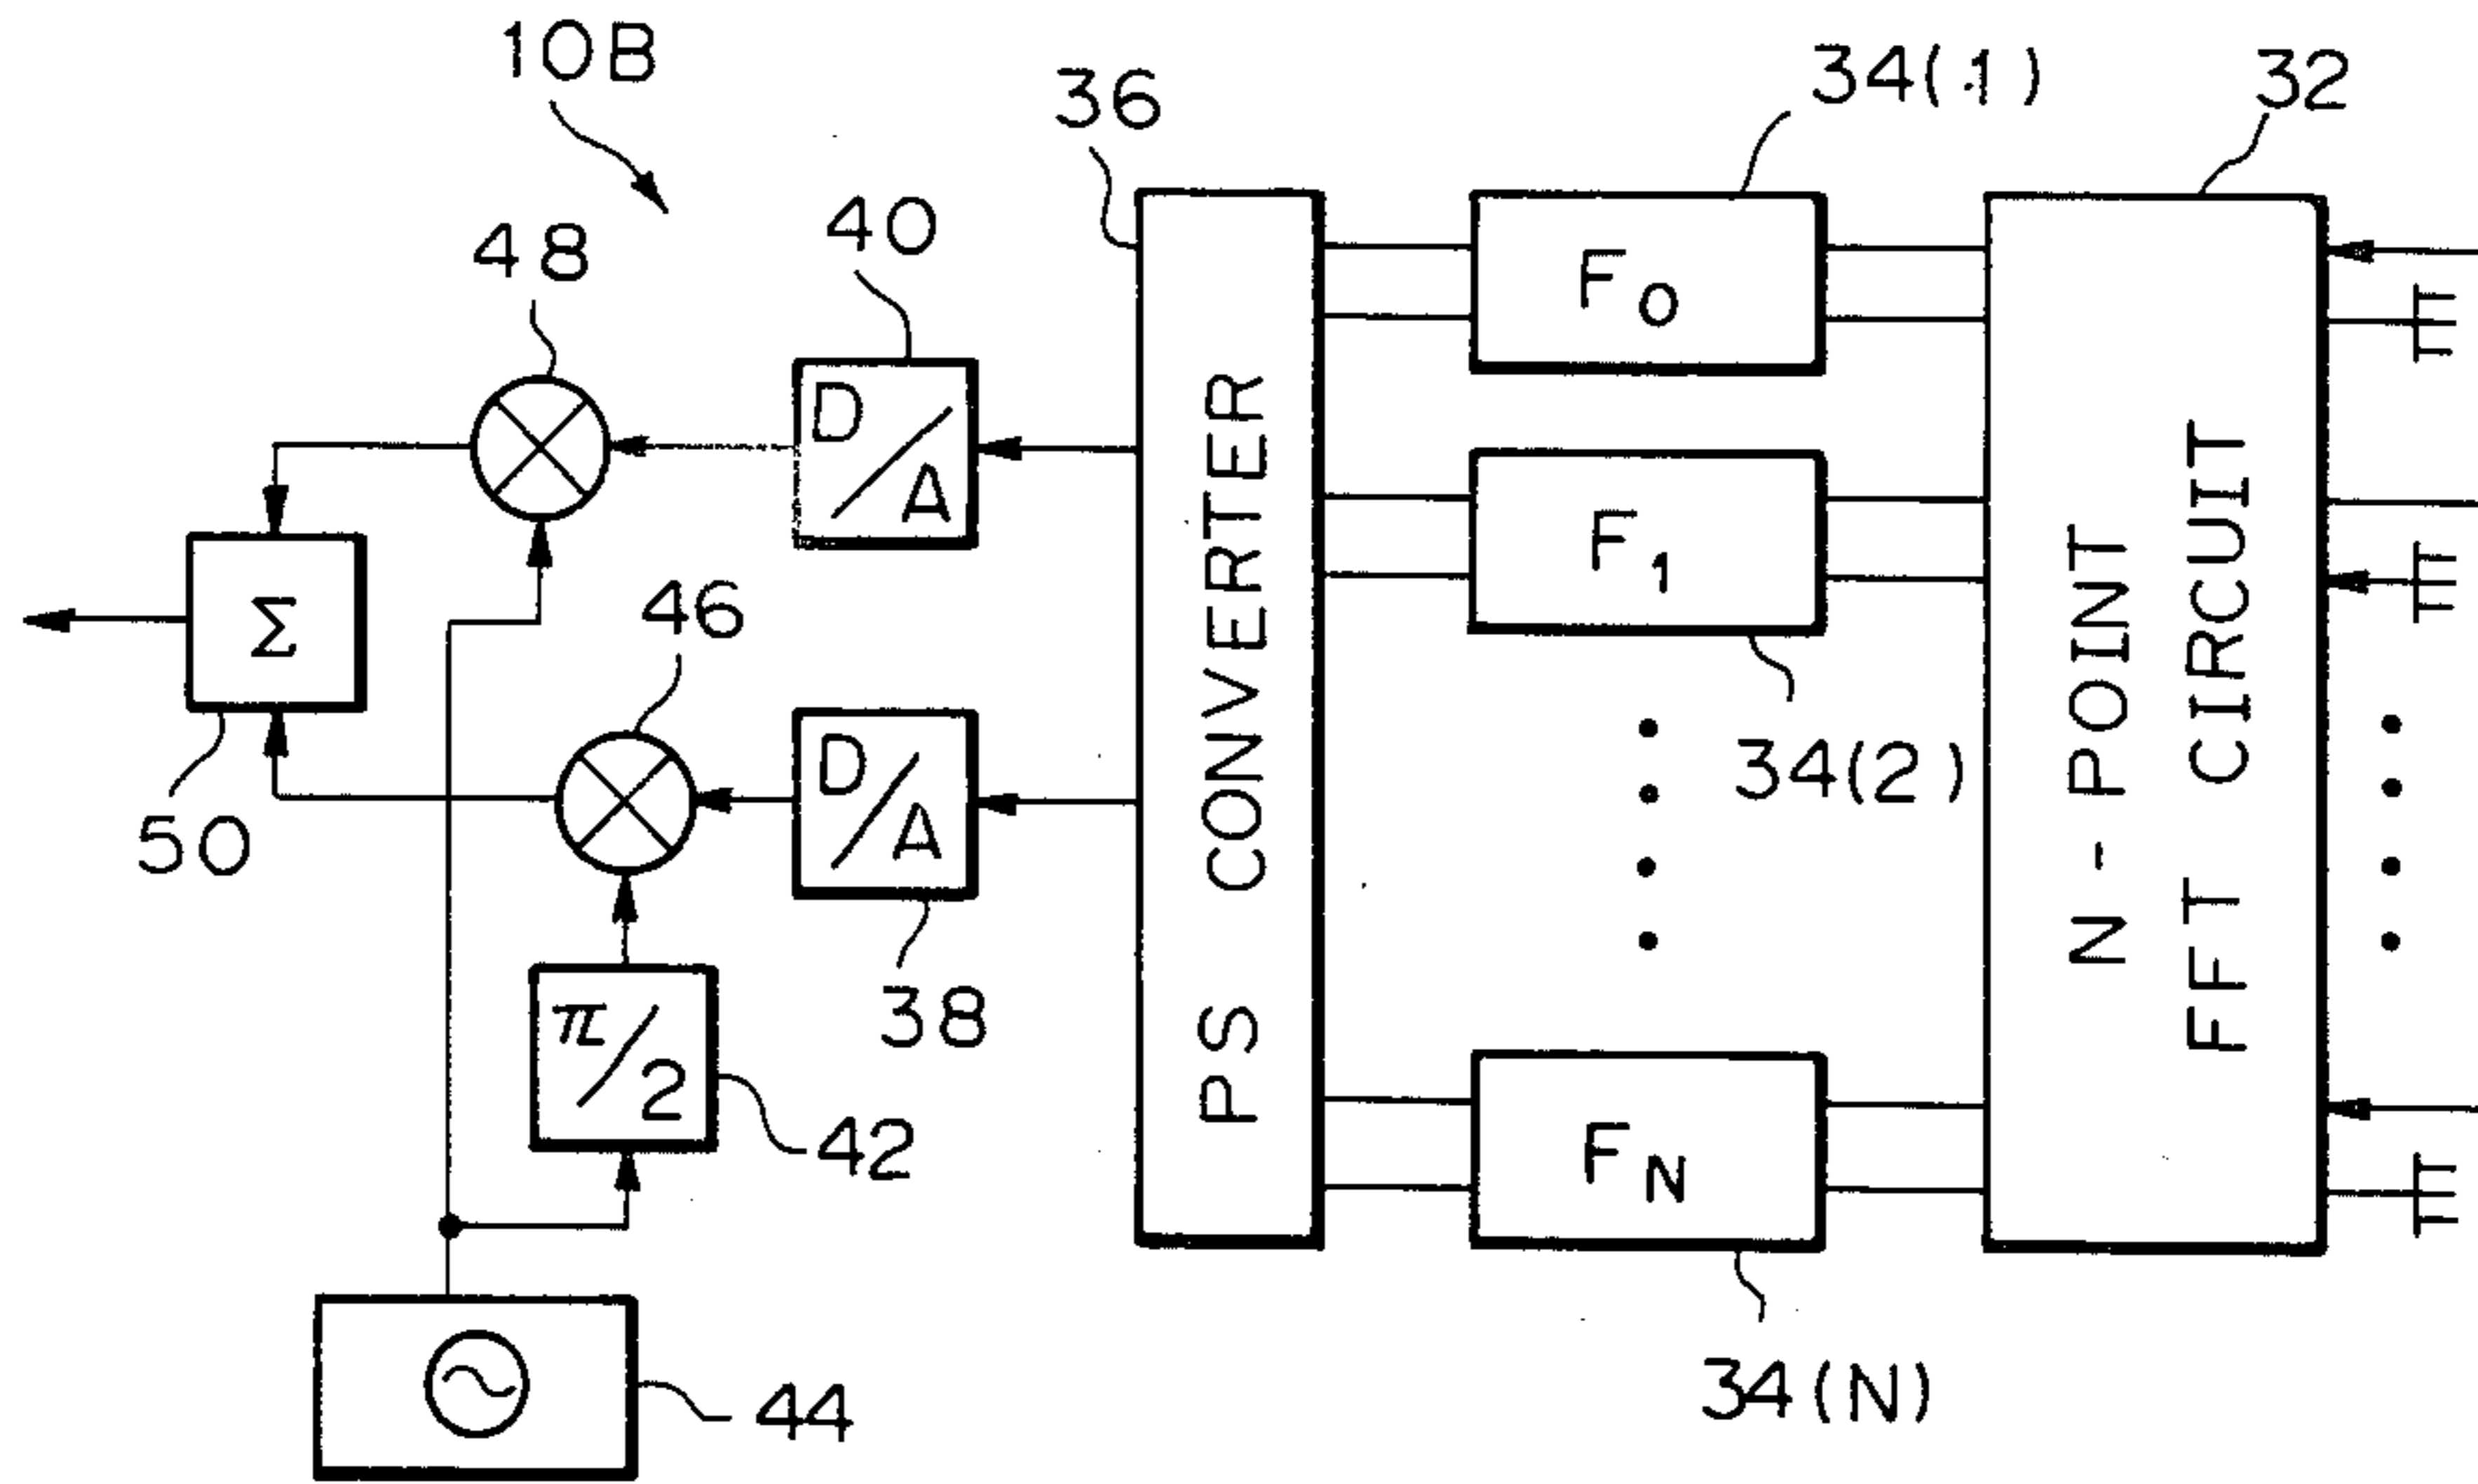 10B
36
34(1)
32
40
48
F0
D/A
CONVERTER
PS
F1
N-POINT
FFT CIRCUIT
46
Σ
D/A
34(2)
50
38
π/2
42
FN
44
34(N)